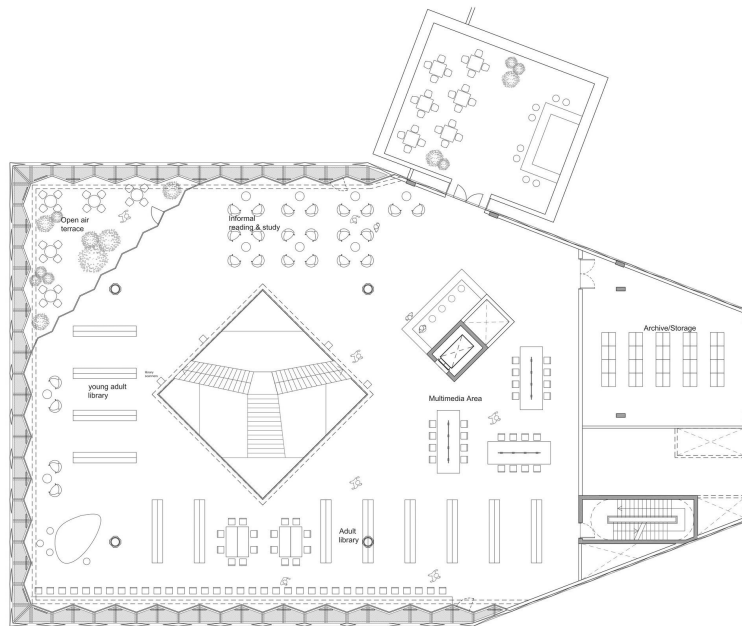 Open air
terrace
Informal
reading & study
Archive/Storage
young adult
library
Multimedia Area
Adult
library